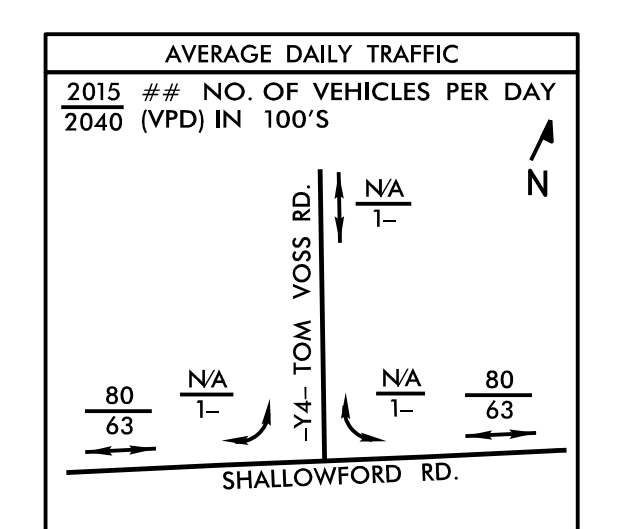 AVERAGE DAILY TRAFFIC
2015 ## NO. OF VEHICLES PER DAY
2040 (VPD) IN 100'S
N
N/A
1-
-Y4- TOM VOSS RD.
80
63
N/A
1-
N/A
1-
80
63
SHALLOWFORD RD.